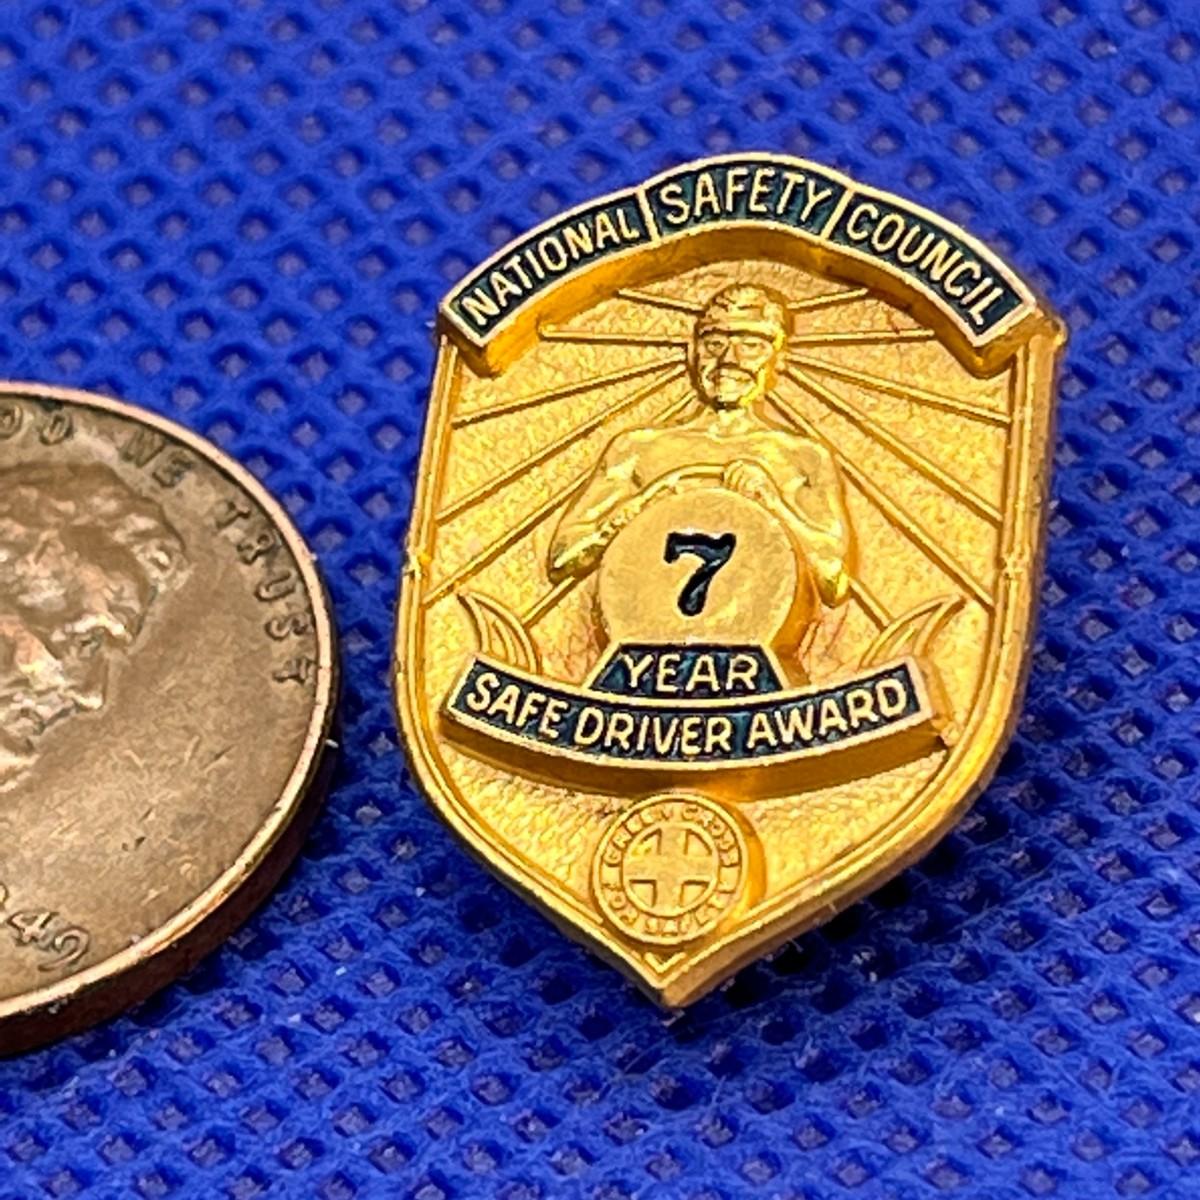 NATIONAL SAFETY COUNCIL
7
YEAR
SAFE DRIVER AWARD
GREEN CROSS
FOR SAFETY
WE TRUST